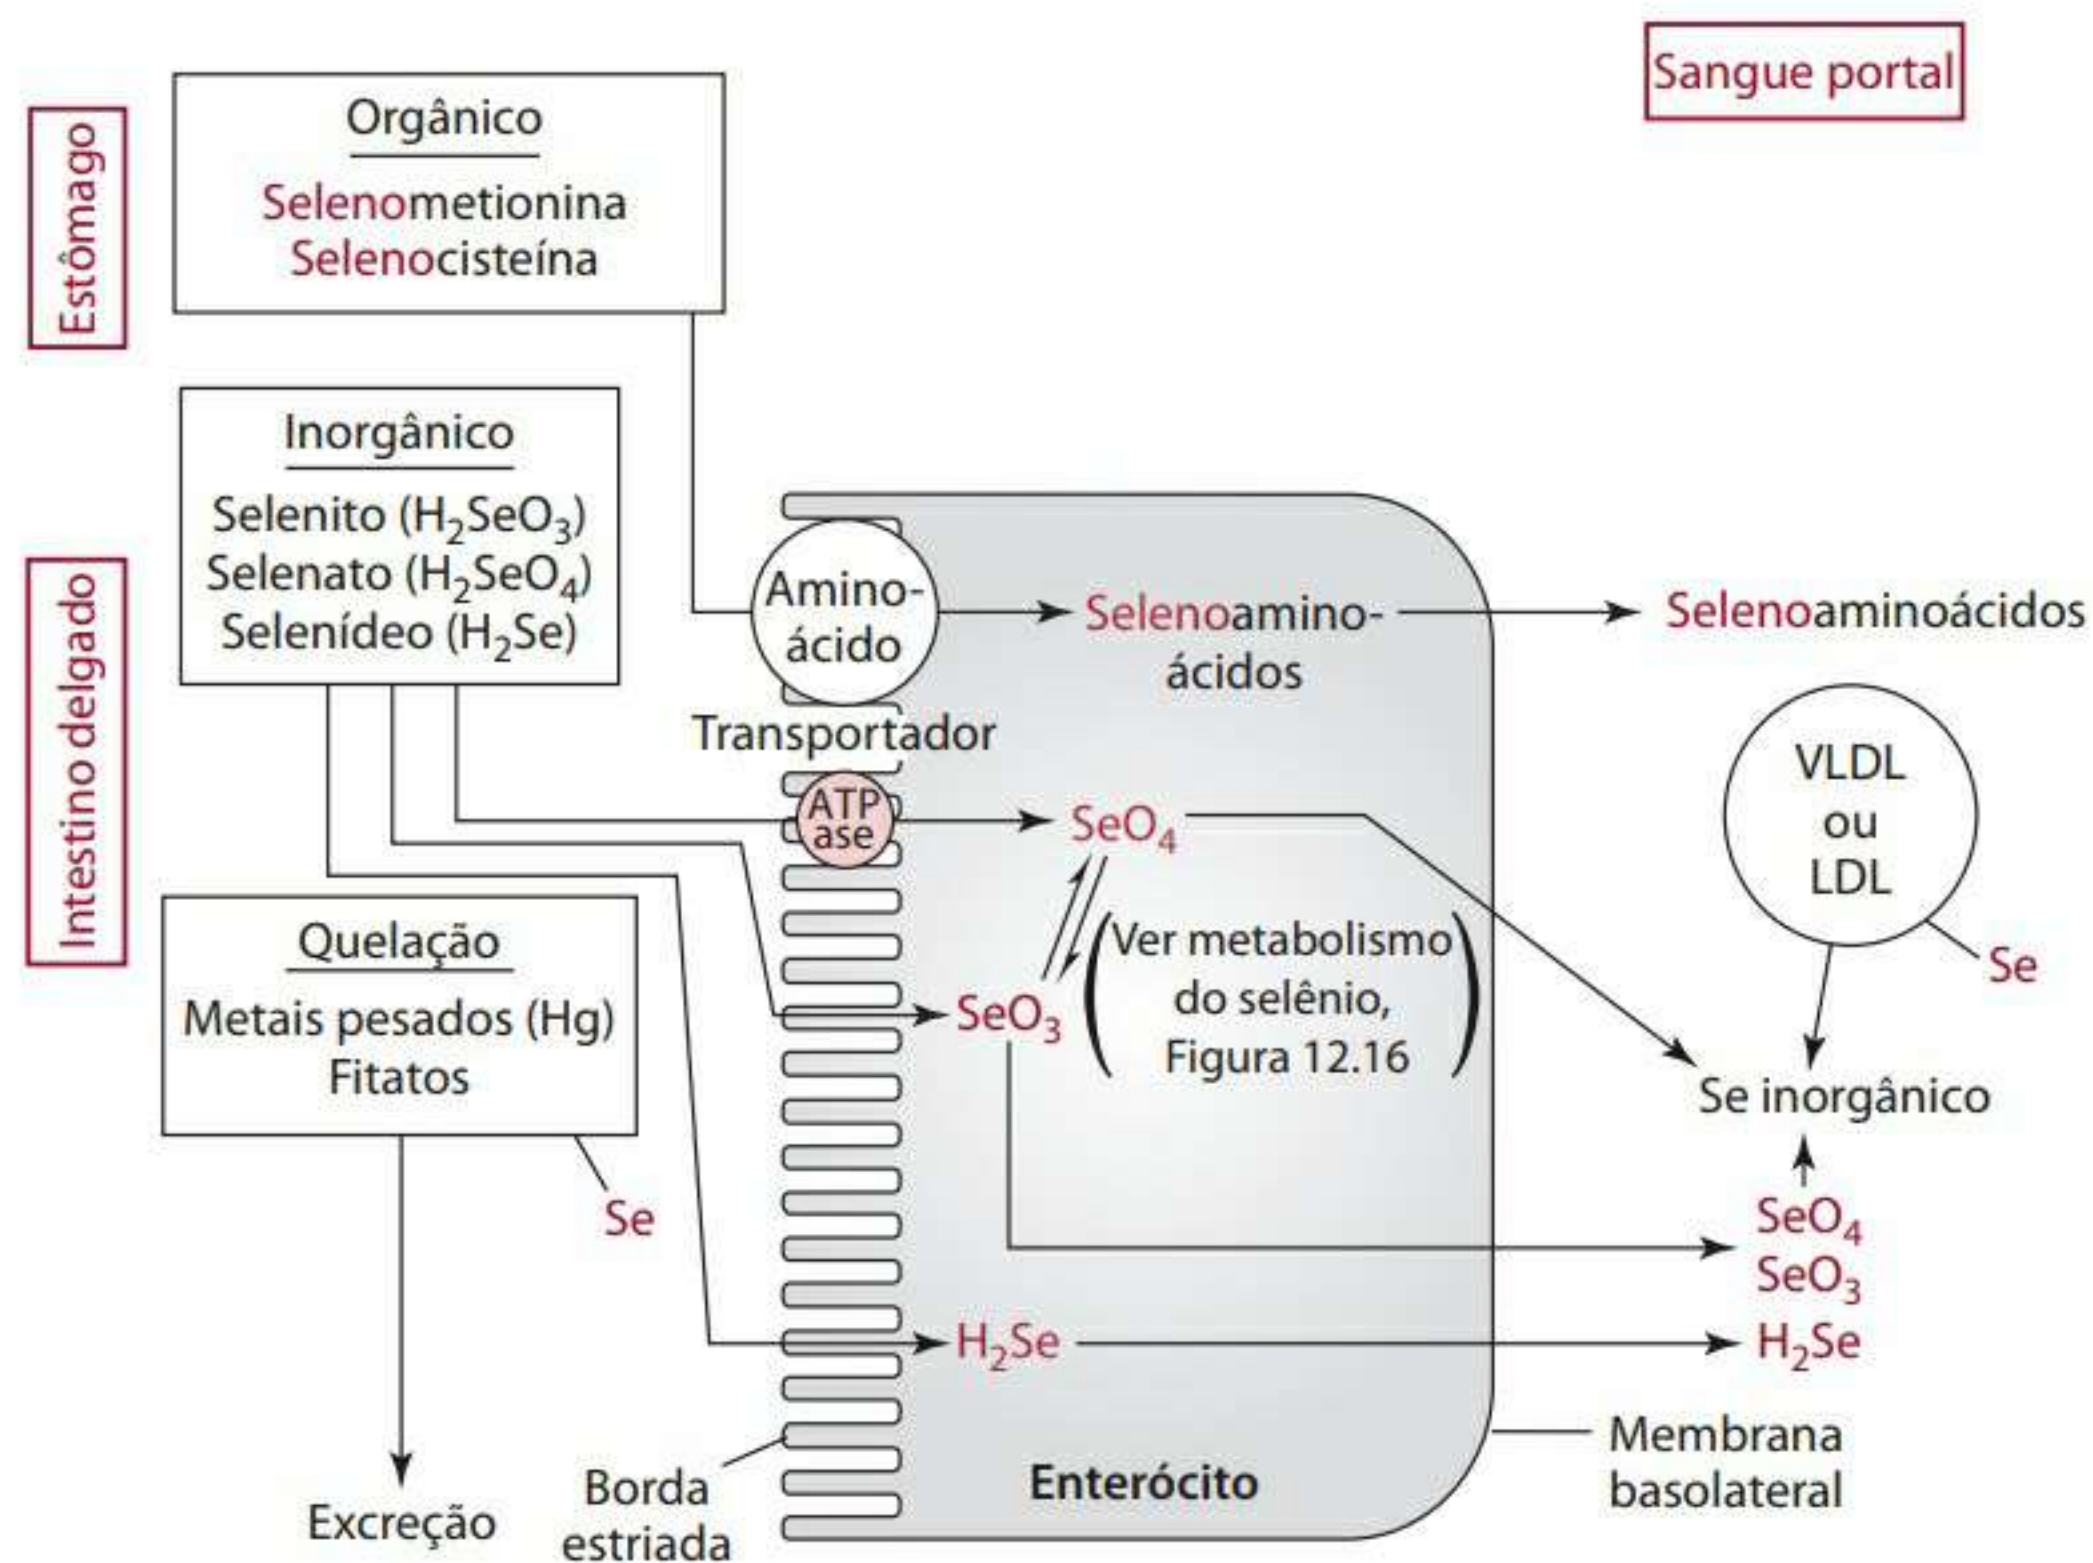 Sangue portal
Estômago
Orgânico
Selenometionina
Selenocisteína
Intestino delgado
Inorgânico
Selenito (H₂SeO₃)
Selenato (H₂SeO₄)
Selenídeo (H₂Se)
Amino-
ácido
Transportador
Selenoamino-
ácidos
Selenoaminoácidos
ATP
ase
SeO₄
VLDL
ou
LDL
Se
Quelação
Metais pesados (Hg)
Fitatos
Se
Excreção
SeO₃
(Ver metabolismo
do selênio,
Figura 12.16)
Se inorgânico
SeO₄
SeO₃
H₂Se
H₂Se
Borda
estriada
Enterócito
Membrana
basolateral